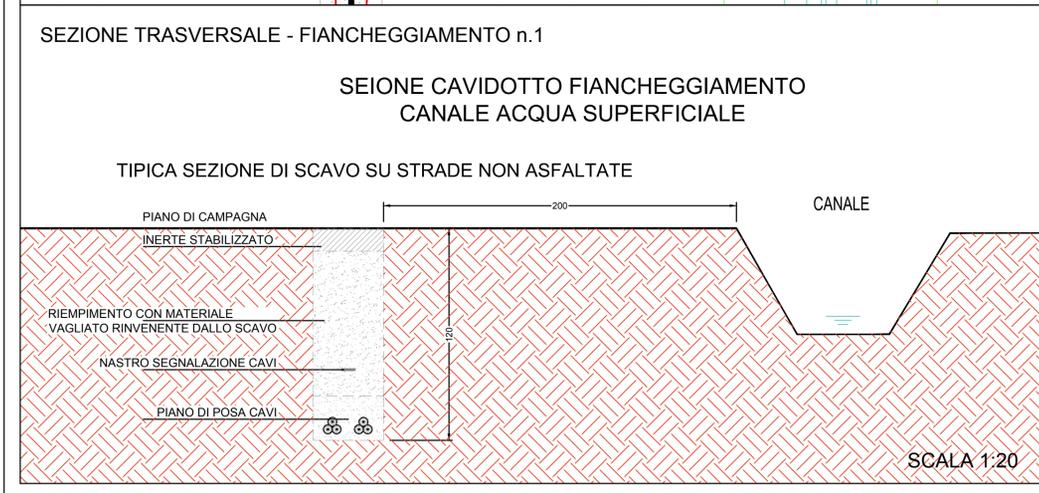 SEZIONE TRASVERSALE - FIANCHEGGIAMENTO n.1
SEIONE CAVIDOTTO FIANCHEGGIAMENTO
CANALE ACQUA SUPERFICIALE
TIPICA SEZIONE DI SCAVO SU STRADE NON ASFALTATE
200
CANALE
PIANO DI CAMPAGNA
INERTE STABILIZZATO
RIEMPIMENTO CON MATERIALE
VAGLIATO RINVENENTE DALLO SCAVO
120
NASTRO SEGNALAZIONE CAVI
PIANO DI POSA CAVI
SCALA 1:20